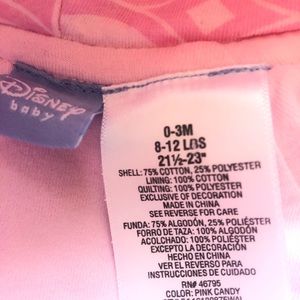 Disney
baby
0-3M
8-12 LBS
21½-23"
SHELL: 75% COTTON, 25% POLYESTER
LINING: 100% COTTON
QUILTING: 100% POLYESTER
EXCLUSIVE OF DECORATION
MADE IN CHINA
SEE REVERSE FOR CARE
FUNDA: 75% ALGODÓN, 25% POLIÉSTER
FORRO DE TAZA: 100% ALGODÓN
ACOLCHADO: 100% POLIÉSTER
EXCEPTO LA DECORACIÓN
HECHO EN CHINA
VER EL REVERSO PARA
INSTRUCCIONES DE CUIDADO
RN# 46795
COLOR: PINK CANDY